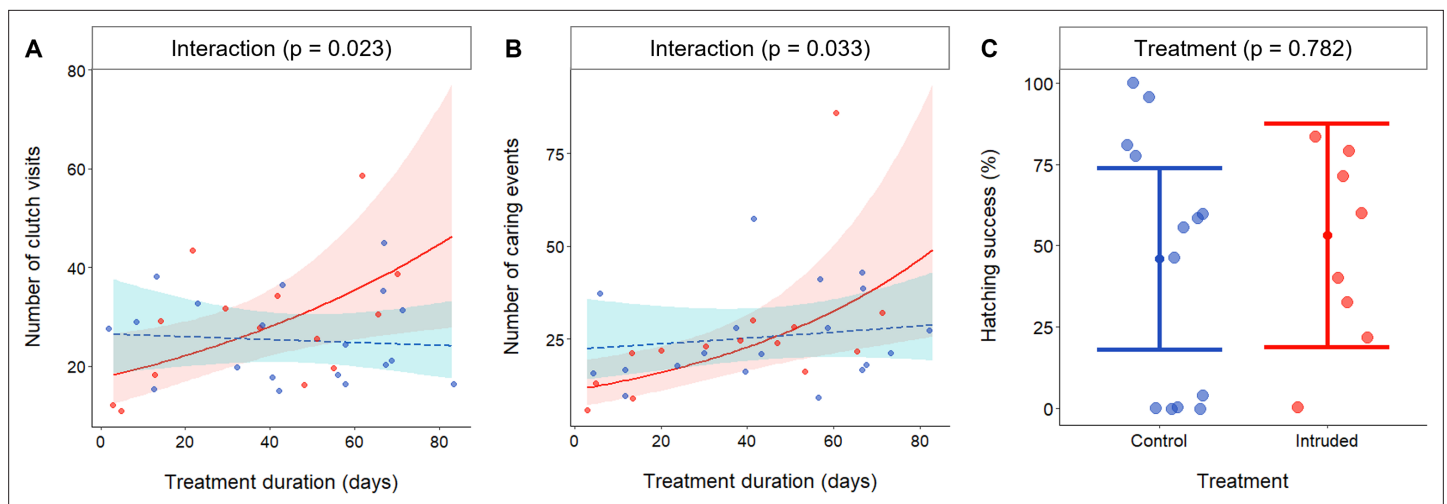 A
Interaction (p = 0.023)
Number of clutch visits
80
60
40
20
0
20
40
60
80
Treatment duration (days)
B
Interaction (p = 0.033)
Number of caring events
75
50
25
0
20
40
60
80
Treatment duration (days)
C
Treatment (p = 0.782)
Hatching success (%)
100
75
50
25
0
Control
Intruded
Treatment